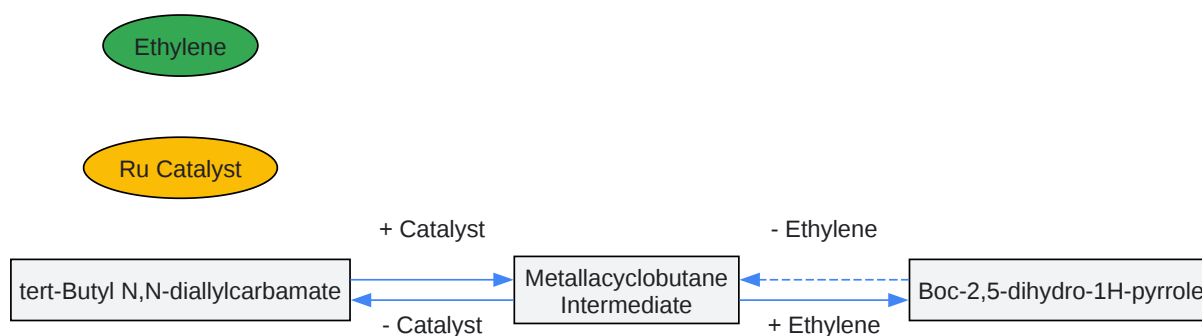 Ethylene
Ru Catalyst
+ Catalyst
- Ethylene
tert-Butyl N,N-diallylcarbamate
Metallacyclobutane
Intermediate
Boc-2,5-dihydro-1H-pyrrole
- Catalyst
+ Ethylene